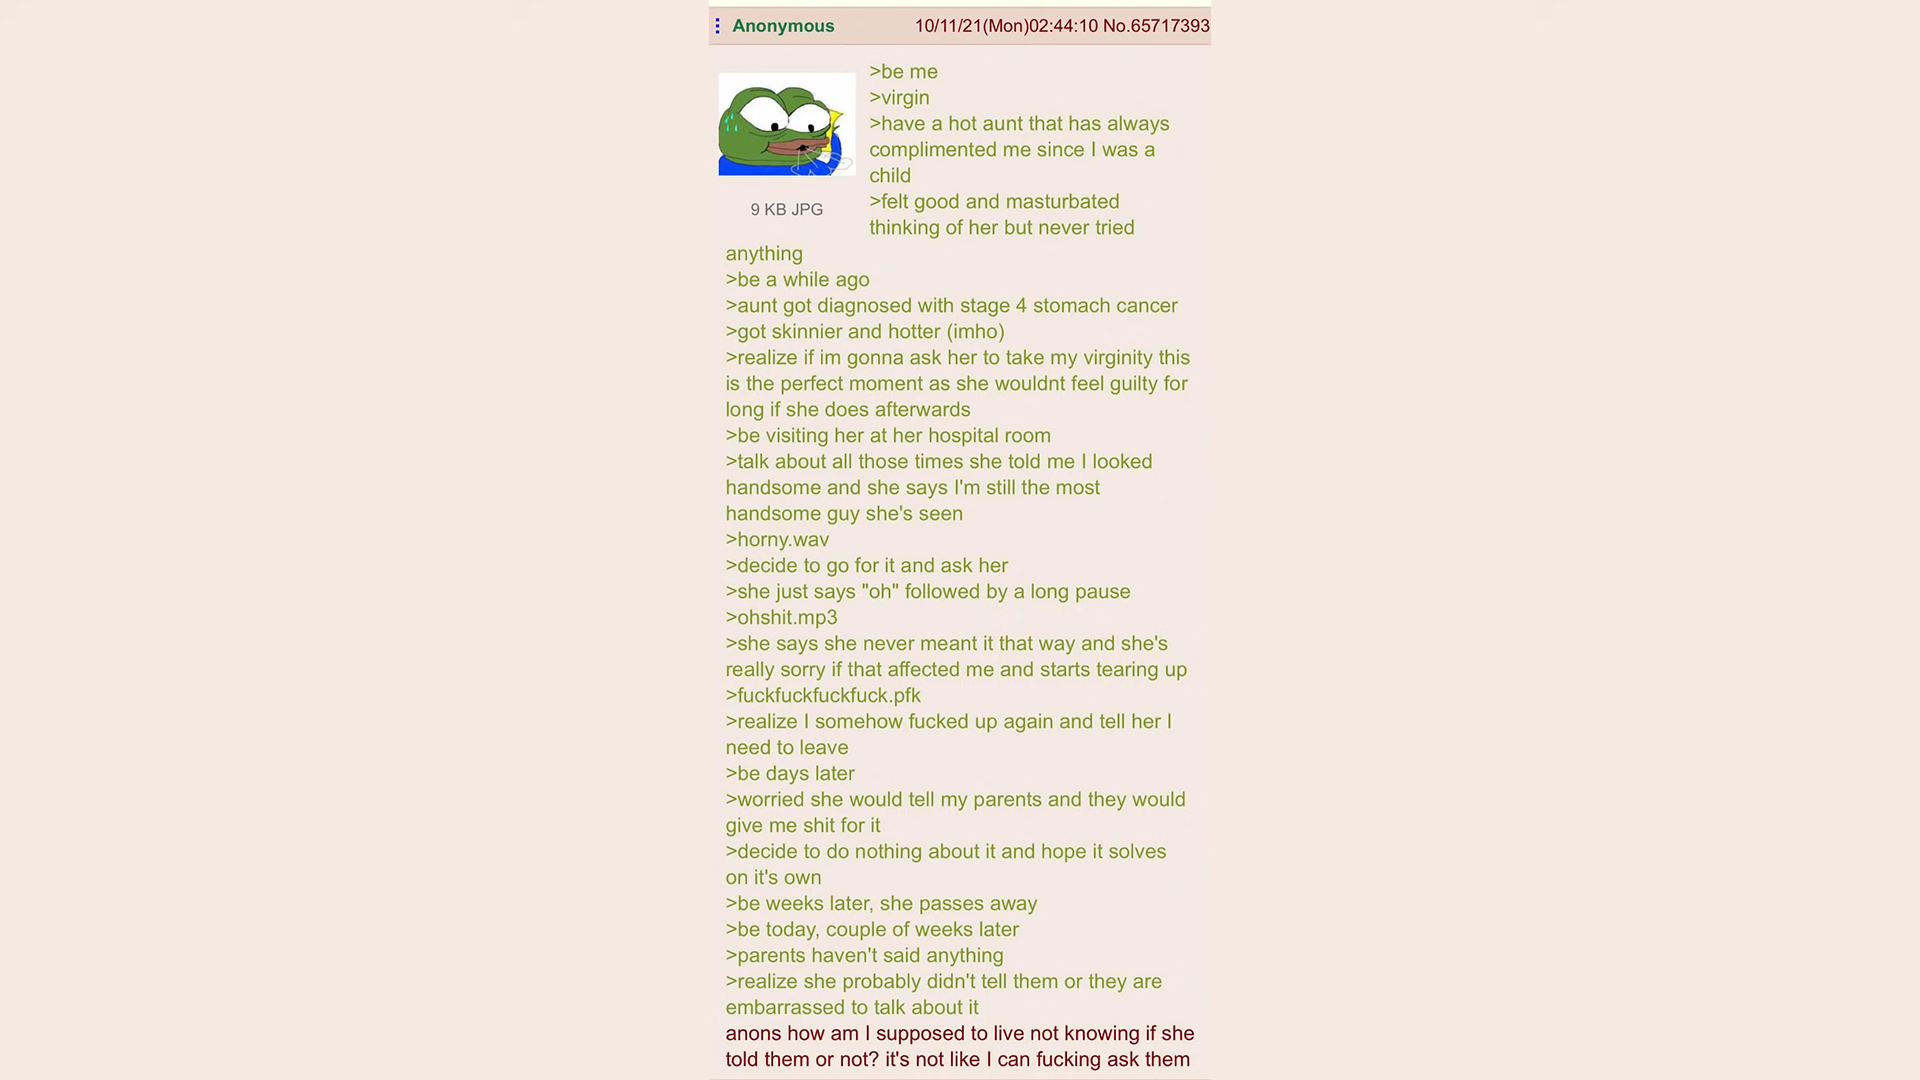 Anonymous 10/11/21(Mon)02:44:10 No.65717393
>be me
>virgin
>have a hot aunt that has always
complimented me since I was a
child
>felt good and masturbated
thinking of her but never tried
9 KB JPG
anything
>be a while ago
>aunt got diagnosed with stage 4 stomach cancer
>got skinnier and hotter (imho)
>realize if im gonna ask her to take my virginity this
is the perfect moment as she wouldnt feel guilty for
long if she does afterwards
>be visiting her at her hospital room
>talk about all those times she told me I looked
handsome and she says I'm still the most
handsome guy she's seen
>horny.wav
>decide to go for it and ask her
>she just says "oh" followed by a long pause
>ohshit.mp3
>she says she never meant it that way and she's
really sorry if that affected me and starts tearing up
>fuckfuckfuckfuck.pfk
>realize I somehow fucked up again and tell her I
need to leave
>be days later
>worried she would tell my parents and they would
give me shit for it
>decide to do nothing about it and hope it solves
on it's own
>be weeks later, she passes away
>be today, couple of weeks later
>parents haven't said anything
>realize she probably didn't tell them or they are
embarrassed to talk about it
anons how am I supposed to live not knowing if she
told them or not? it's not like I can fucking ask them